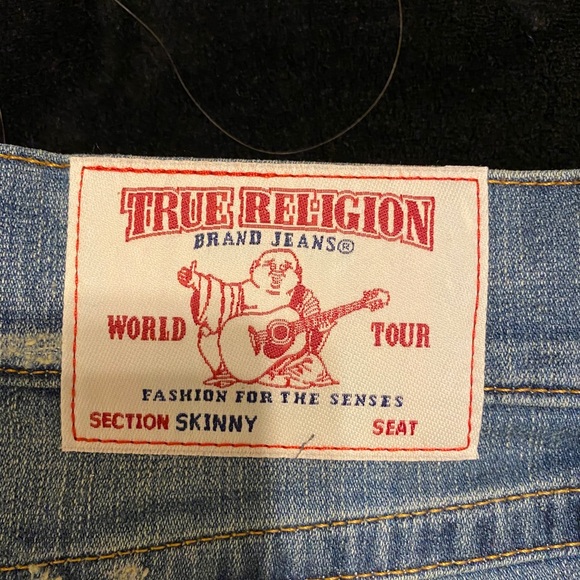 TRUE RELIGION
BRAND JEANS®
WORLD TOUR
FASHION FOR THE SENSES
SECTION SKINNY SEAT